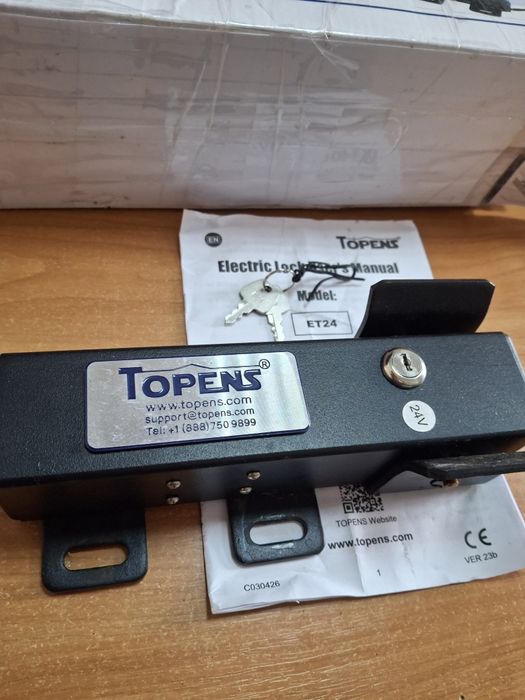 EN
TOPENS
Electric Lock User's Manual
Model:
ET24
TOPENS®
www.topens.com
support@topens.com
Tel: +1 (888) 750 9899
24V
TOPENS Website
www.topens.com
CE
C030426
1
VER 23b